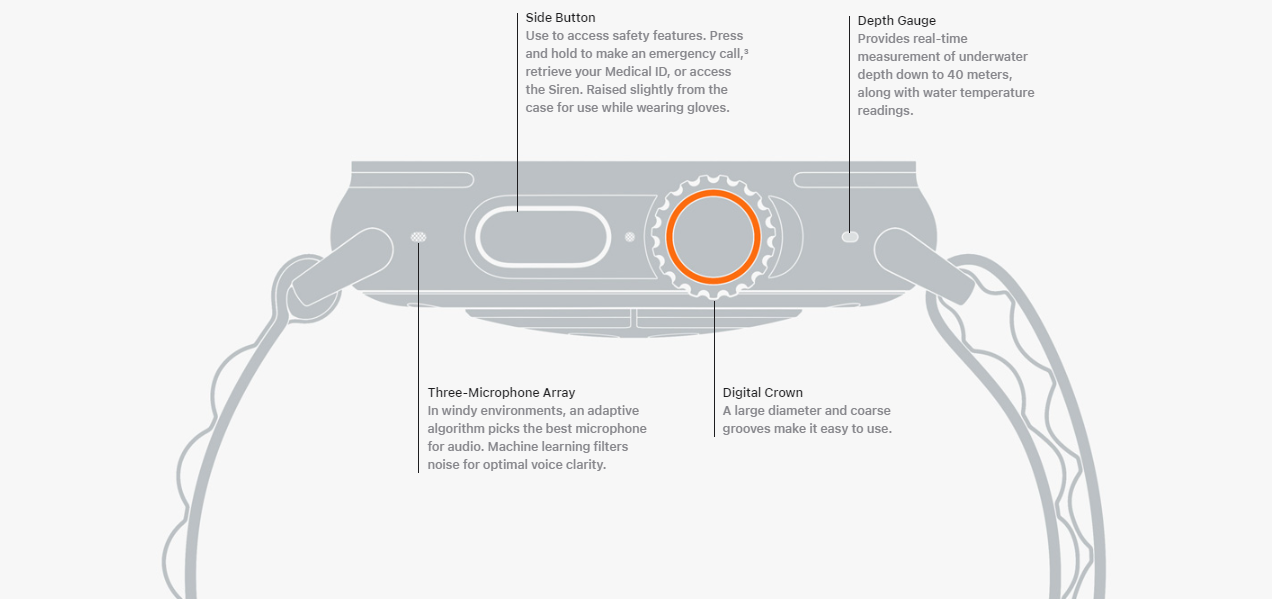 Side Button
Use to access safety features. Press
and hold to make an emergency call,³
retrieve your Medical ID, or access
the Siren. Raised slightly from the
case for use while wearing gloves.
Depth Gauge
Provides real-time
measurement of underwater
depth down to 40 meters,
along with water temperature
readings.
Three-Microphone Array
In windy environments, an adaptive
algorithm picks the best microphone
for audio. Machine learning filters
noise for optimal voice clarity.
Digital Crown
A large diameter and coarse
grooves make it easy to use.